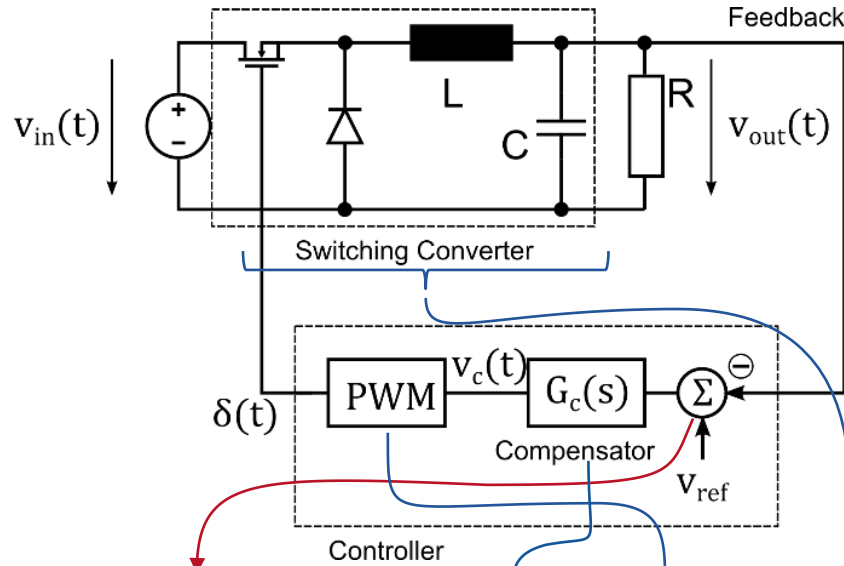 Feedback
v_in(t)
+
−
L
C
R
v_out(t)
Switching Converter
δ(t)
PWM
v_c(t)
G_c(s)
Σ
⊖
Compensator
v_ref
Controller